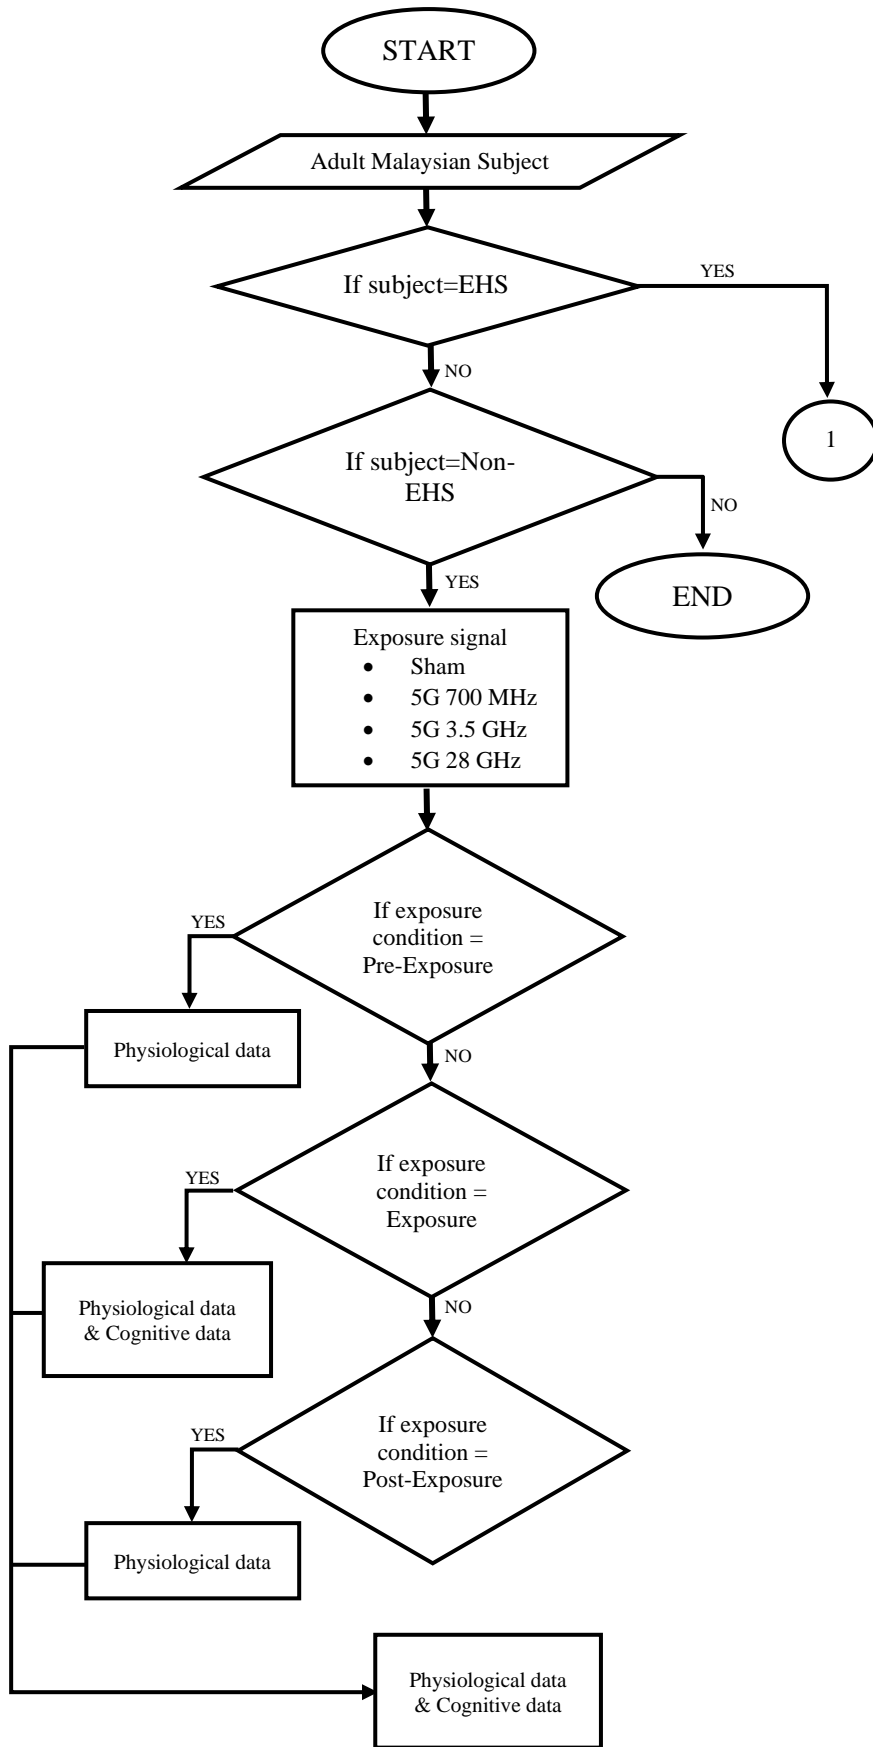 START
Adult Malaysian Subject
If subject=EHS
YES
NO
1
If subject=Non-
EHS
NO
YES
END
Exposure signal
• Sham
• 5G 700 MHz
• 5G 3.5 GHz
• 5G 28 GHz
If exposure
condition =
Pre-Exposure
YES
Physiological data
NO
If exposure
condition =
Exposure
YES
Physiological data
& Cognitive data
NO
If exposure
condition =
Post-Exposure
YES
Physiological data
Physiological data
& Cognitive data